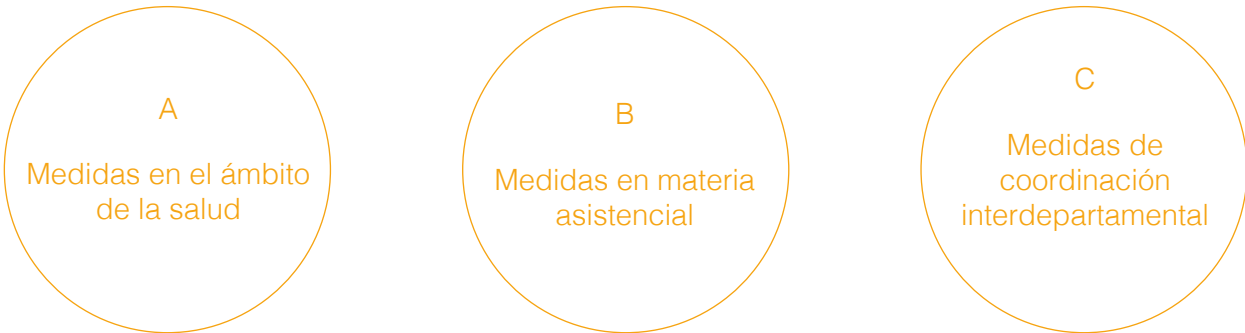 A
Medidas en el ámbito
de la salud
B
Medidas en materia
asistencial
C
Medidas de
coordinación
interdepartamental